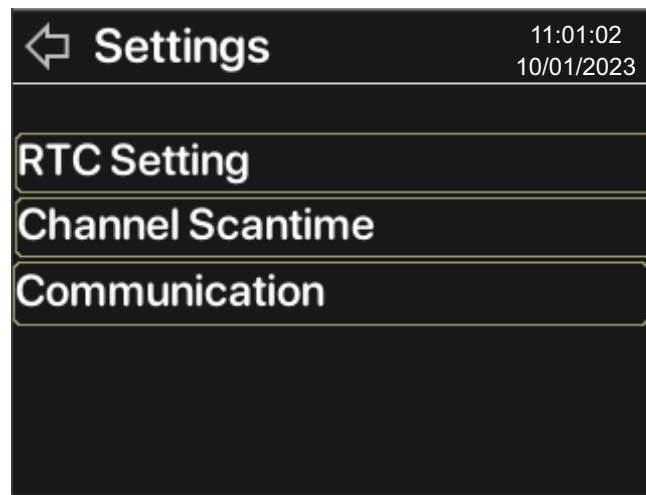 Settings
11:01:02
10/01/2023
RTC Setting
Channel Scantime
Communication